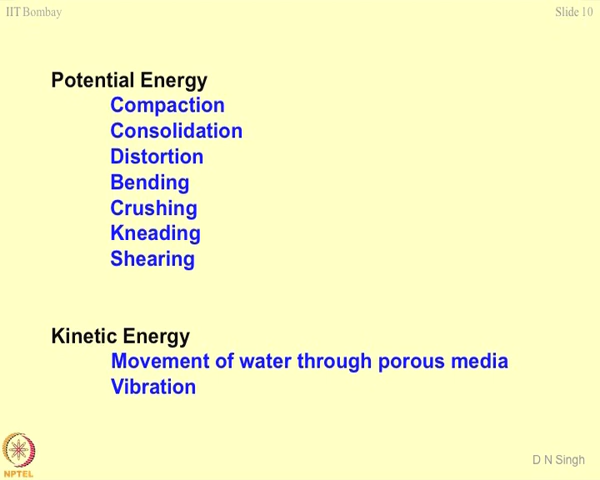 IIT Bombay
Slide 10
Potential Energy
Compaction
Consolidation
Distortion
Bending
Crushing
Kneading
Shearing
Kinetic Energy
Movement of water through porous media
Vibration
NPTEL
D N Singh